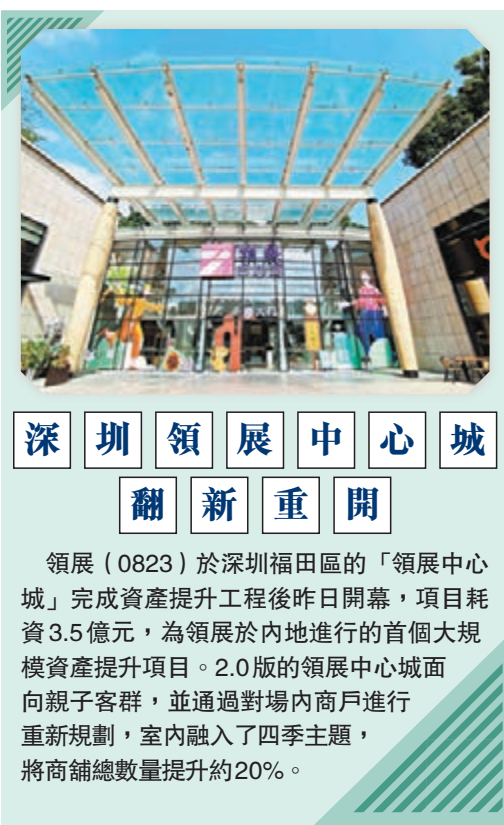 領展
深圳領展中心城
翻新重開
領展（0823）於深圳福田區的「領展中心
城」完成資產提升工程後昨日開幕，項目耗
資3.5億元，為領展於內地進行的首個大規
模資產提升項目。2.0版的領展中心城面
向親子客群，並通過對場內商戶進行
重新規劃，室內融入了四季主題，
將商舖總數量提升約20%。